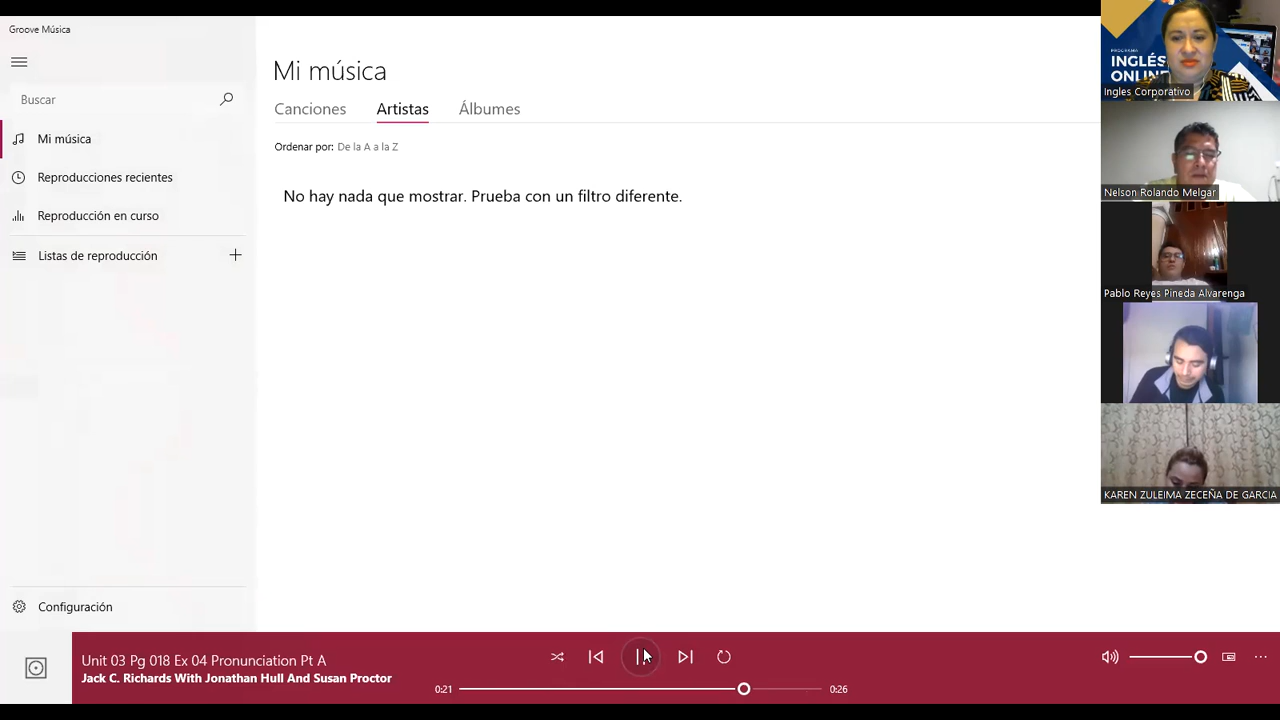 Groove Música
Buscar
Mi música
Reproducciones recientes
Reproducción en curso
Listas de reproducción
Configuración
Mi música
Canciones Artistas Álbumes
Ordenar por: De la A a la Z
No hay nada que mostrar. Prueba con un filtro diferente.
PROGRAMA
INGLÉS
ONLINE
Ingles Corporativo
Nelson Rolando Melgar
Pablo Reyes Pineda Alvarenga
KAREN ZULEIMA ZECEÑA DE GARCIA
Unit 03 Pg 018 Ex 04 Pronunciation Pt A
Jack C. Richards With Jonathan Hull And Susan Proctor
0:21 0:26